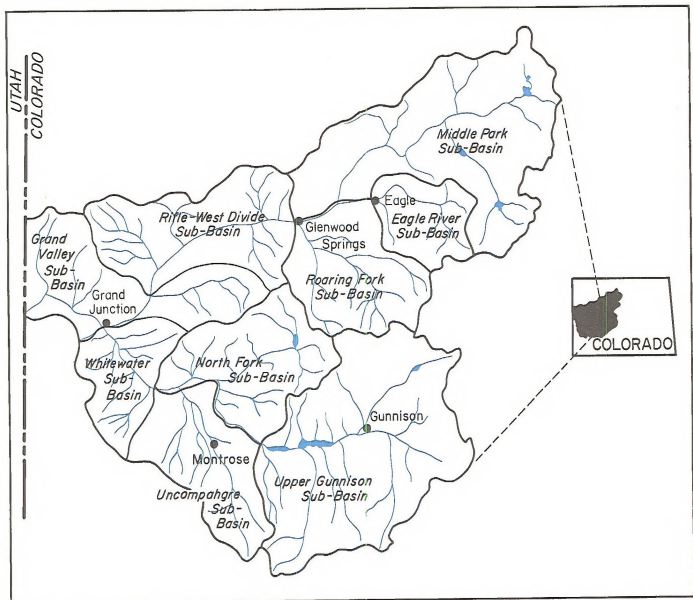 UTAH
COLORADO
Middle Park
Sub-Basin
Eagle
Eagle River
Sub-Basin
Rifle-West Divide
Sub-Basin
Glenwood
Springs
Grand
Valley
Sub-
Basin
Roaring Fork
Sub-Basin
Grand
Junction
COLORADO
Whitewater
Sub-
Basin
North Fork
Sub-Basin
Gunnison
Montrose
Upper Gunnison
Sub-Basin
Uncompahgre
Sub-
Basin